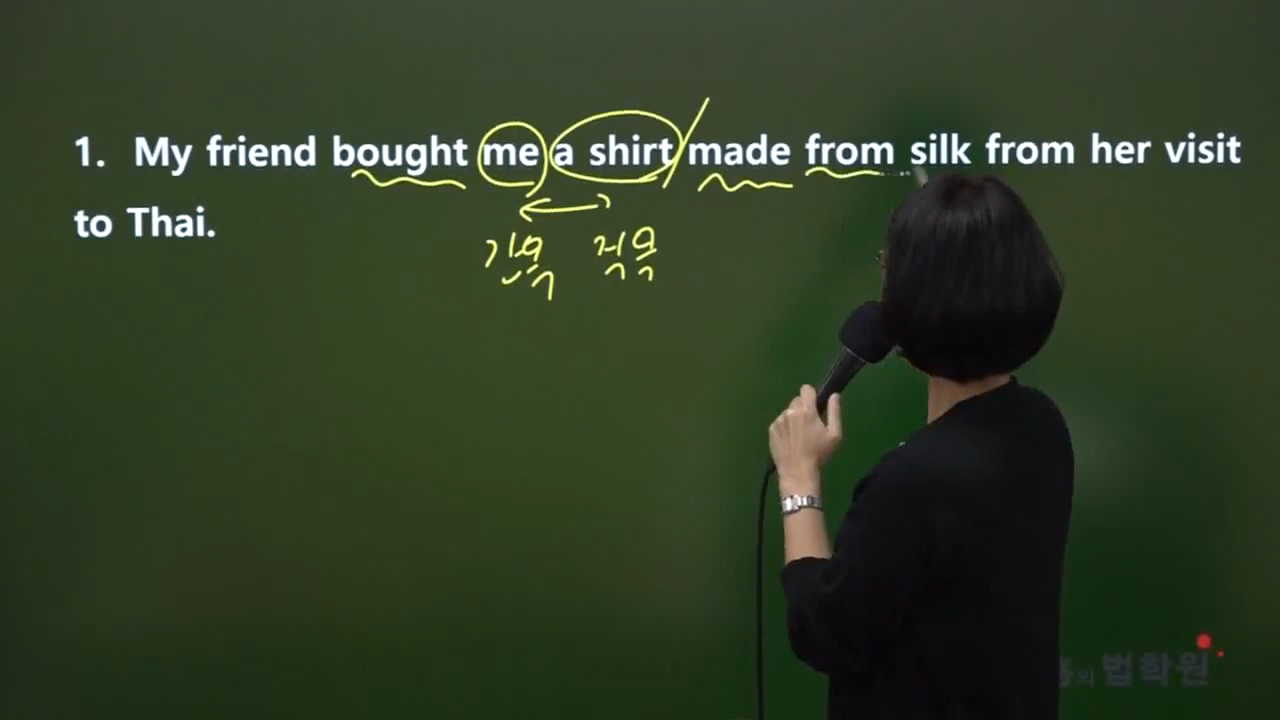 1. My friend bought me a shirt made from silk from her visit
to Thai.
간목 직목
의 법학원